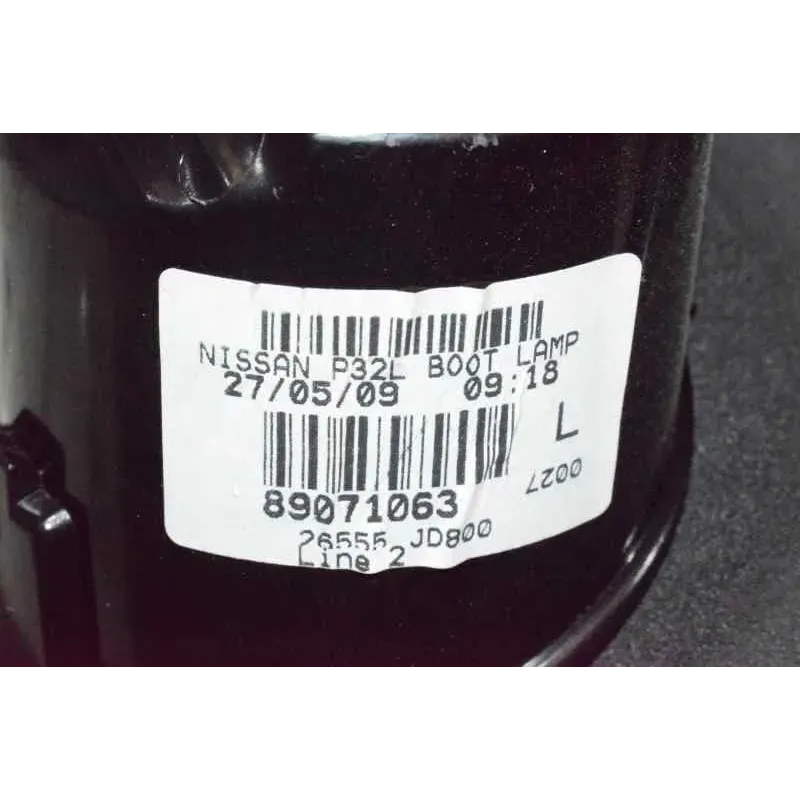 NISSAN P32L BOOT LAMP
27/05/09 09:18
L
0027
89071063
26555 JD800
Line 2